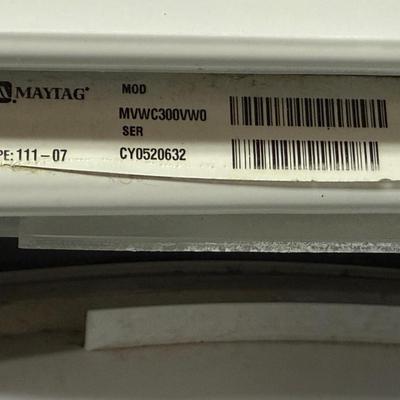 MAYTAG®
MOD
MVWC300VW0
SER
PE: 111-07
CY0520632